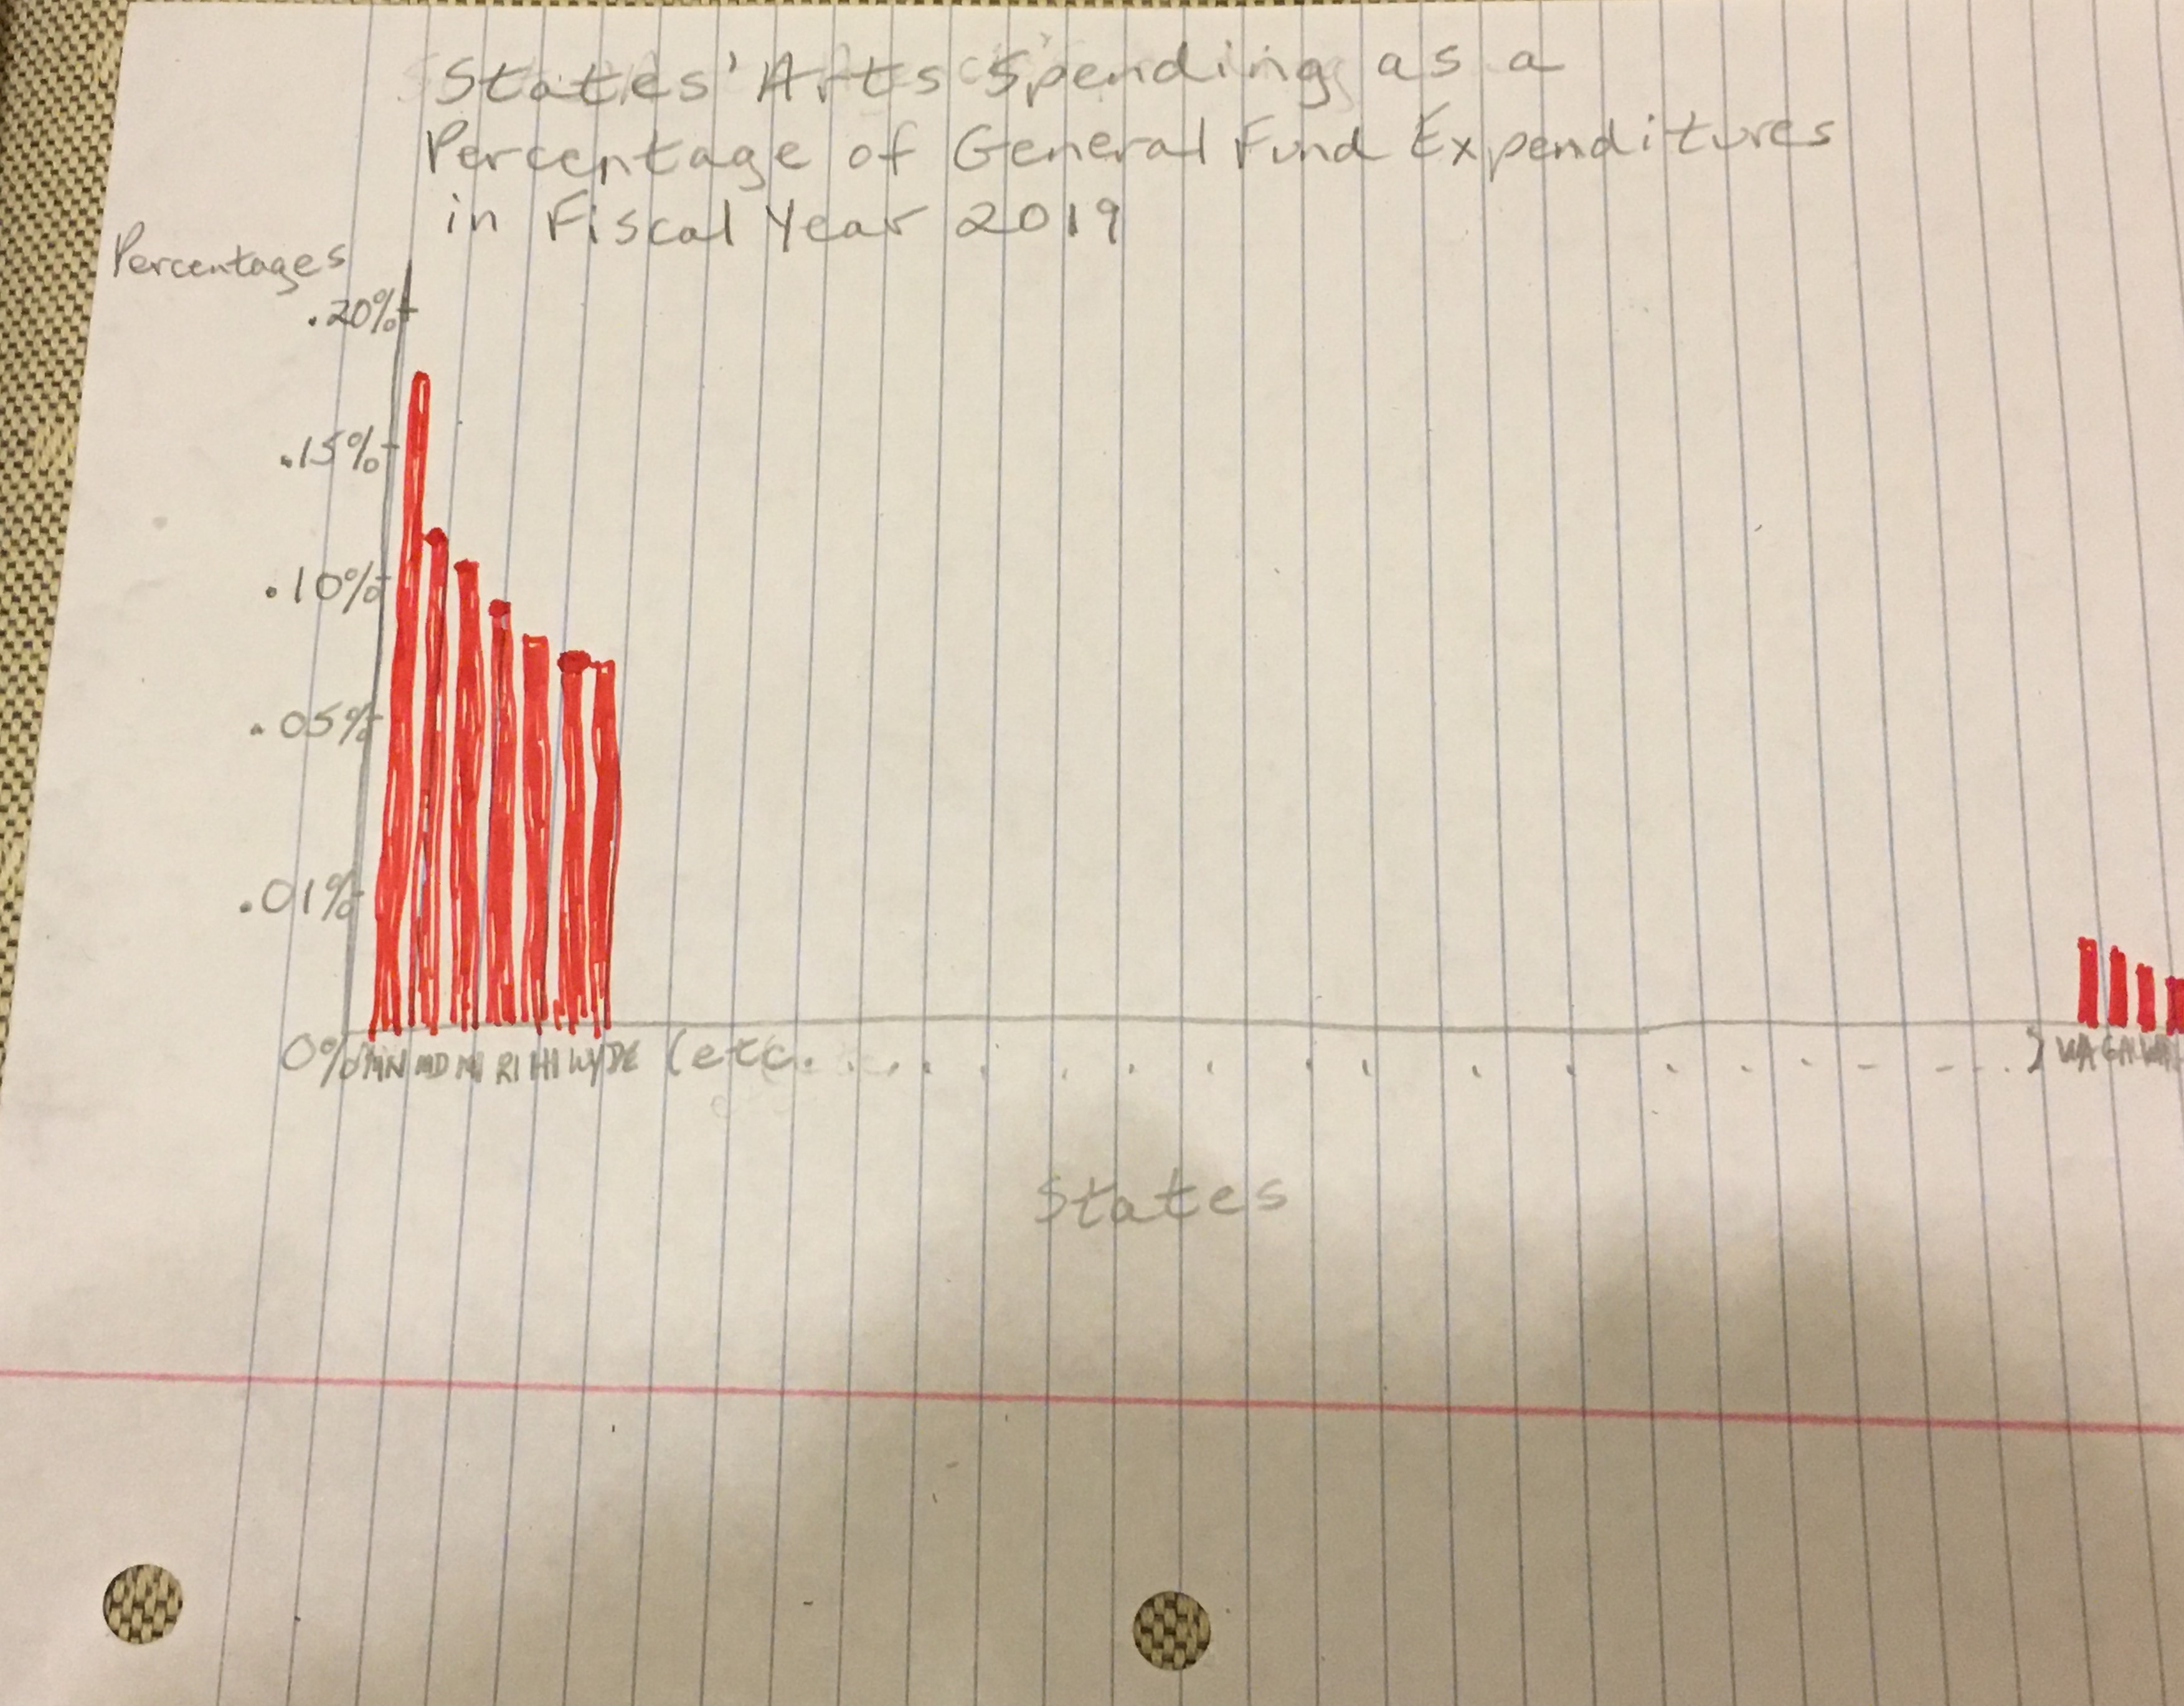 States' Arts Spending as a
Percentage of General Fund Expenditures
in Fiscal Year 2019
Percentages
.20%
.15%
.10%
.05%
.01%
0%
MN MD RI HI WY DE (etc. . . . . . . . . . . . . . . . . . .) WA GA
States